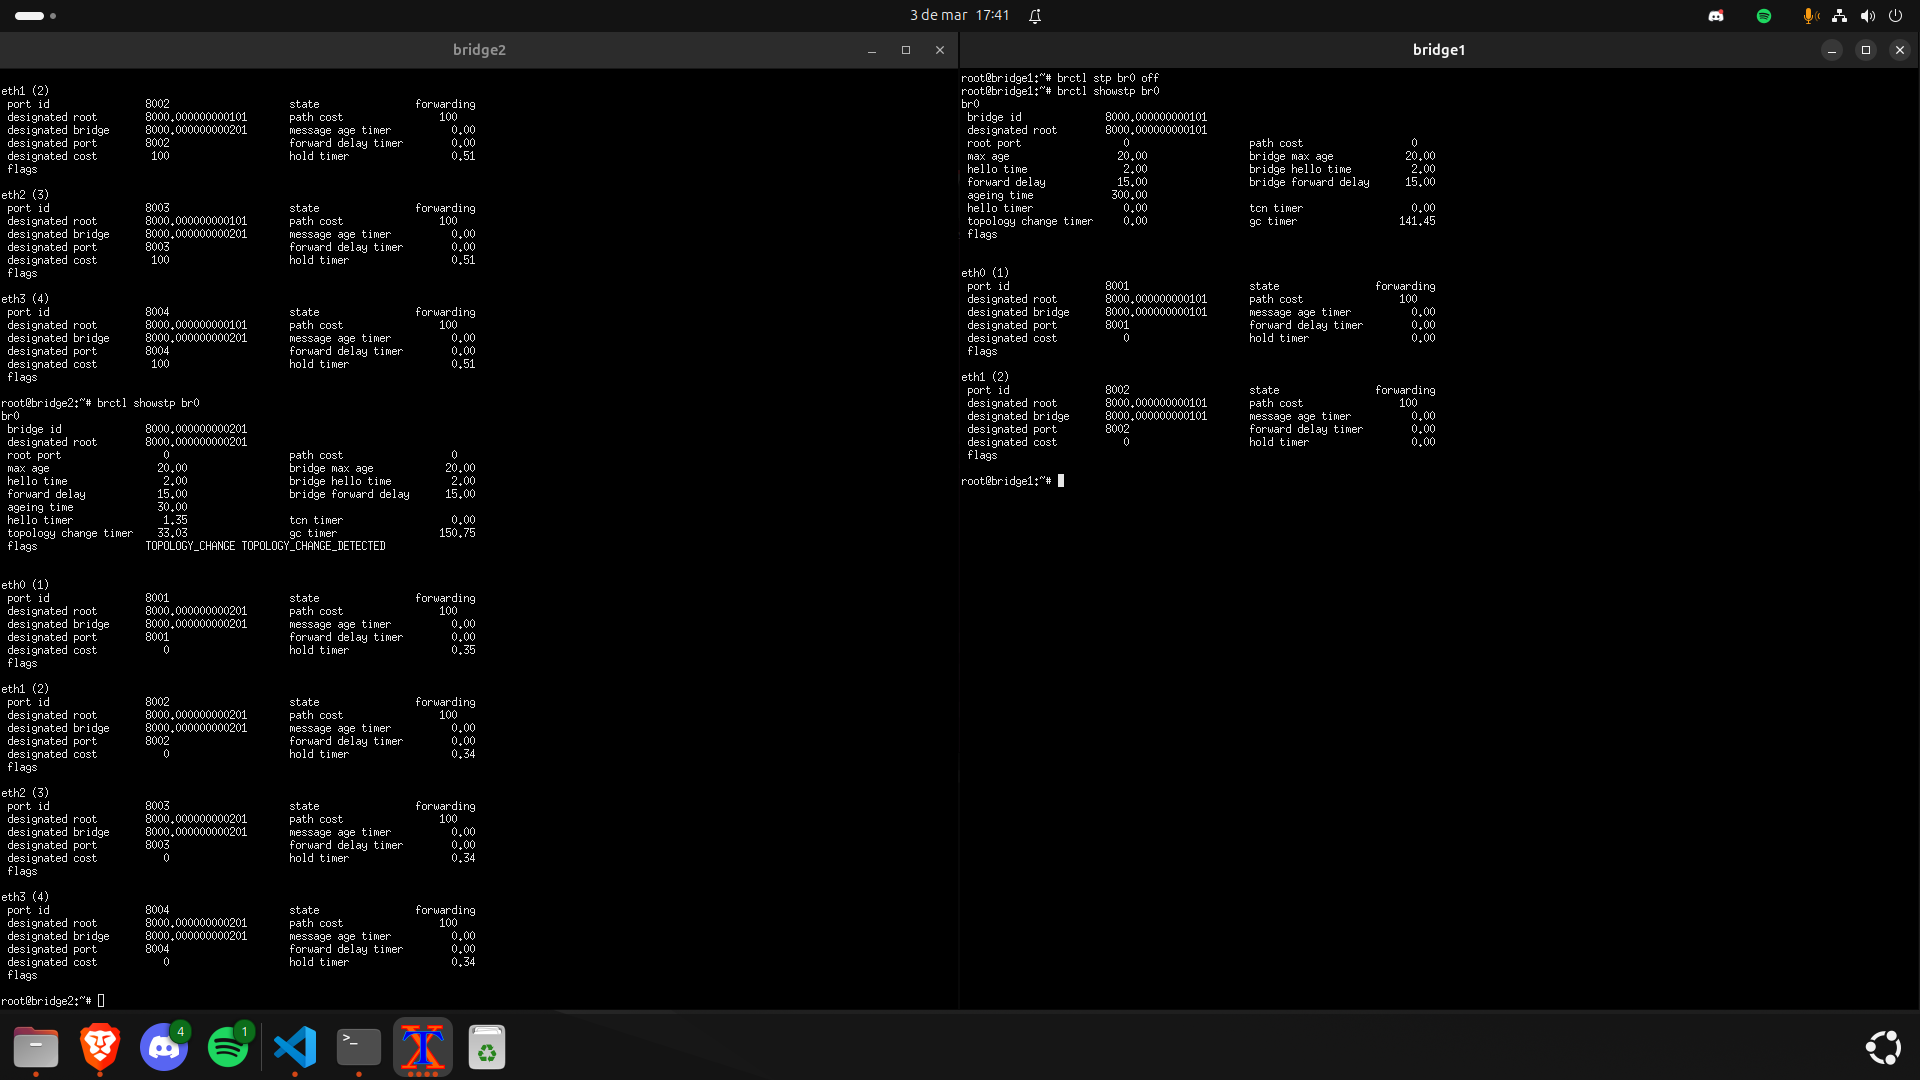 3 de mar 17:41
bridge2
eth1 (2)
port id 8002 state forwarding
designated root 8000.000000000101 path cost 100
designated bridge 8000.000000000201 message age timer 0.00
designated port 8002 forward delay timer 0.00
designated cost 100 hold timer 0.51
flags
eth2 (3)
port id 8003 state forwarding
designated root 8000.000000000101 path cost 100
designated bridge 8000.000000000201 message age timer 0.00
designated port 8003 forward delay timer 0.00
designated cost 100 hold timer 0.51
flags
eth3 (4)
port id 8004 state forwarding
designated root 8000.000000000101 path cost 100
designated bridge 8000.000000000201 message age timer 0.00
designated port 8004 forward delay timer 0.00
designated cost 100 hold timer 0.51
flags
root@bridge2:~# brctl showstp br0
br0
bridge id 8000.000000000201
designated root 8000.000000000201
root port 0 path cost 0
max age 20.00 bridge max age 20.00
hello time 2.00 bridge hello time 2.00
forward delay 15.00 bridge forward delay 15.00
ageing time 30.00
hello timer 1.35 tcn timer 0.00
topology change timer 33.03 gc timer 150.75
flags TOPOLOGY_CHANGE TOPOLOGY_CHANGE_DETECTED
eth0 (1)
port id 8001 state forwarding
designated root 8000.000000000201 path cost 100
designated bridge 8000.000000000201 message age timer 0.00
designated port 8001 forward delay timer 0.00
designated cost 0 hold timer 0.35
flags
eth1 (2)
port id 8002 state forwarding
designated root 8000.000000000201 path cost 100
designated bridge 8000.000000000201 message age timer 0.00
designated port 8002 forward delay timer 0.00
designated cost 0 hold timer 0.34
flags
eth2 (3)
port id 8003 state forwarding
designated root 8000.000000000201 path cost 100
designated bridge 8000.000000000201 message age timer 0.00
designated port 8003 forward delay timer 0.00
designated cost 0 hold timer 0.34
flags
eth3 (4)
port id 8004 state forwarding
designated root 8000.000000000201 path cost 100
designated bridge 8000.000000000201 message age timer 0.00
designated port 8004 forward delay timer 0.00
designated cost 0 hold timer 0.34
flags
root@bridge2:~#
bridge1
root@bridge1:~# brctl stp br0 off
root@bridge1:~# brctl showstp br0
br0
bridge id 8000.000000000101
designated root 8000.000000000101
root port 0 path cost 0
max age 20.00 bridge max age 20.00
hello time 2.00 bridge hello time 2.00
forward delay 15.00 bridge forward delay 15.00
ageing time 300.00
hello timer 0.00 tcn timer 0.00
topology change timer 0.00 gc timer 141.45
flags
eth0 (1)
port id 8001 state forwarding
designated root 8000.000000000101 path cost 100
designated bridge 8000.000000000101 message age timer 0.00
designated port 8001 forward delay timer 0.00
designated cost 0 hold timer 0.00
flags
eth1 (2)
port id 8002 state forwarding
designated root 8000.000000000101 path cost 100
designated bridge 8000.000000000101 message age timer 0.00
designated port 8002 forward delay timer 0.00
designated cost 0 hold timer 0.00
flags
root@bridge1:~#
4
1
>_
X